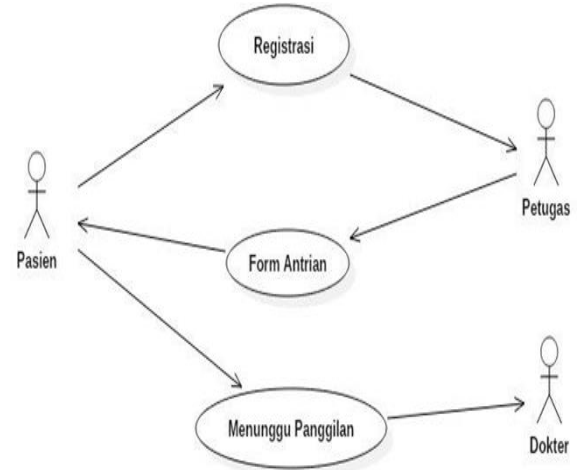 Registrasi
Petugas
Pasien
Form Antrian
Menunggu Panggilan
Dokter